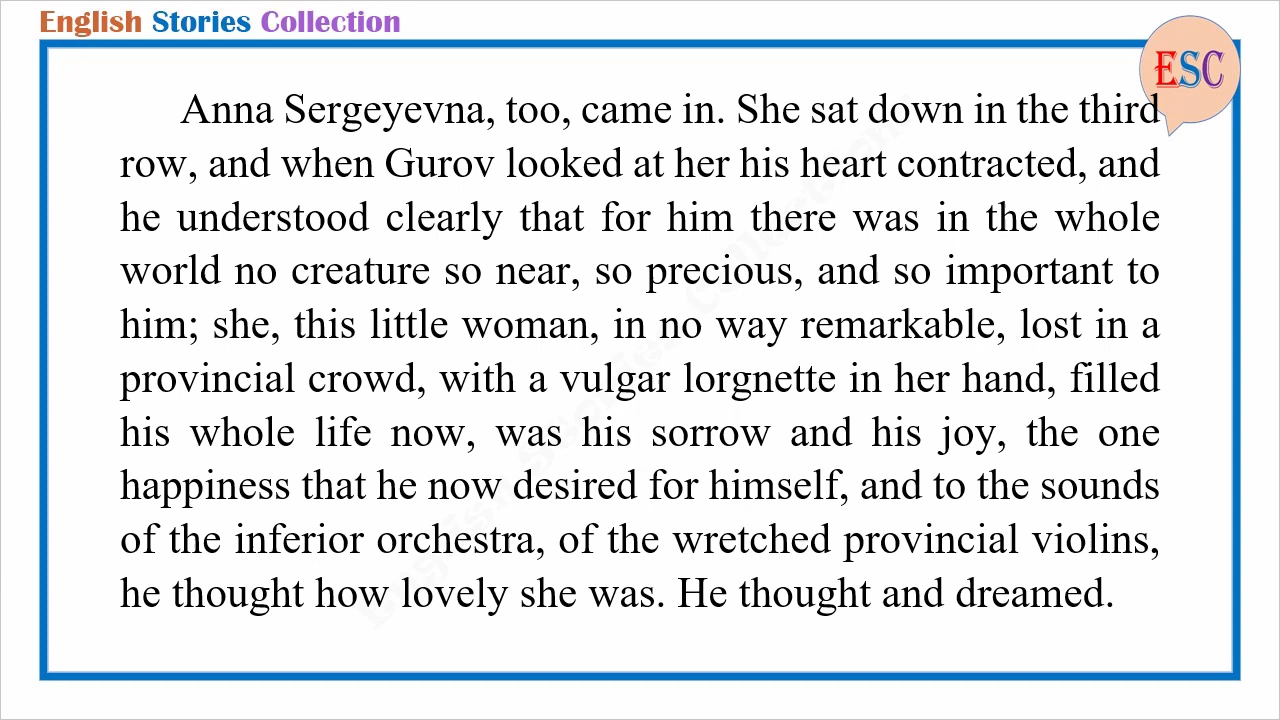 English Stories Collection
ESC
Anna Sergeyevna, too, came in. She sat down in the third
row, and when Gurov looked at her his heart contracted, and
he understood clearly that for him there was in the whole
world no creature so near, so precious, and so important to
him; she, this little woman, in no way remarkable, lost in a
provincial crowd, with a vulgar lorgnette in her hand, filled
his whole life now, was his sorrow and his joy, the one
happiness that he now desired for himself, and to the sounds
of the inferior orchestra, of the wretched provincial violins,
he thought how lovely she was. He thought and dreamed.